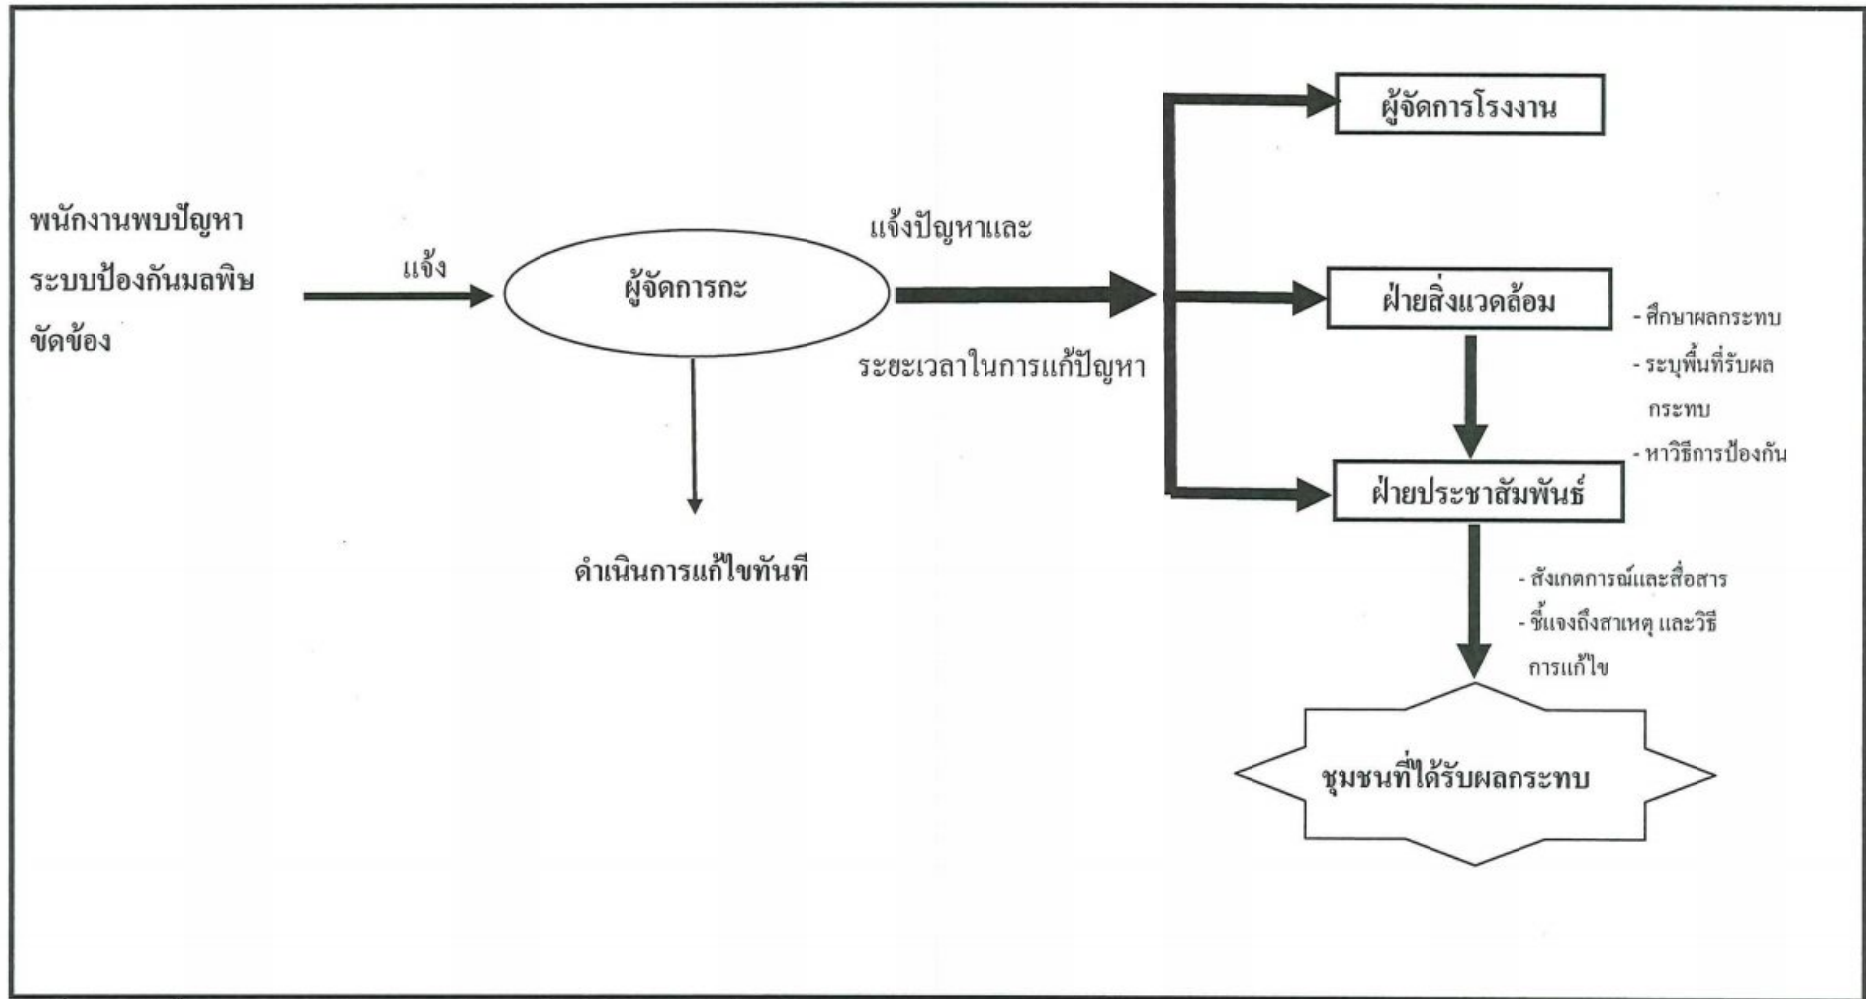 พนักงานพบปัญหา
ระบบป้องกันมลพิษ
ขัดข้อง
แจ้ง
ผู้จัดการกะ
ดำเนินการแก้ไขทันที
แจ้งปัญหาและ
ระยะเวลาในการแก้ปัญหา
ผู้จัดการโรงงาน
ฝ่ายสิ่งแวดล้อม
- ศึกษาผลกระทบ
- ระบุพื้นที่รับผล
กระทบ
- หาวิธีการป้องกัน
ฝ่ายประชาสัมพันธ์
- สังเกตการณ์และสื่อสาร
- ชี้แจงถึงสาเหตุ และวิธี
การแก้ไข
ชุมชนที่ได้รับผลกระทบ